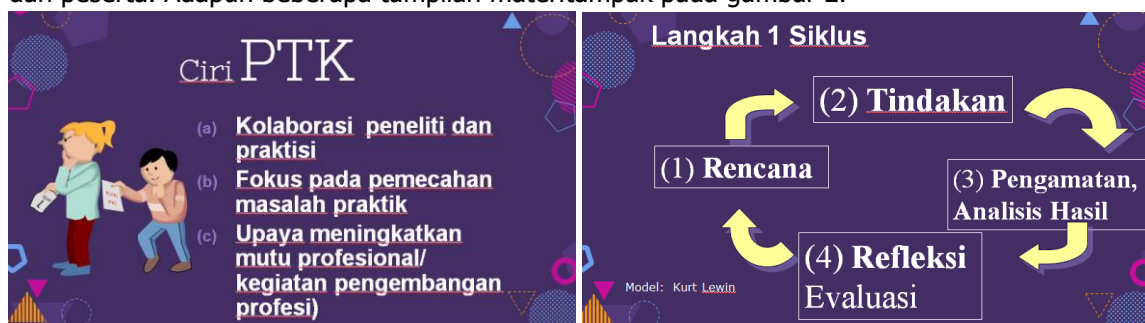 dan peserta. Adapun beberapa tampilan materitampak pada gambar 2.
Ciri PTK
(a) Kolaborasi peneliti dan
praktisi
(b) Fokus pada pemecahan
masalah praktik
(c) Upaya meningkatkan
mutu profesional/
kegiatan pengembangan
profesi)
Langkah 1 Siklus
(2) Tindakan
(1) Rencana
(3) Pengamatan,
Analisis Hasil
(4) Refleksi
Evaluasi
Model: Kurt Lewin